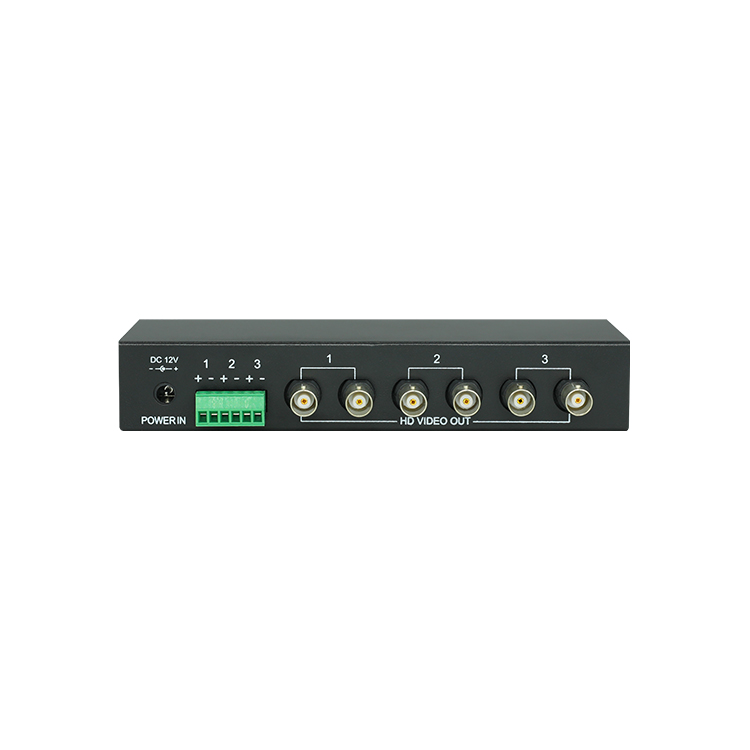 DC 12V
- +
1 2 3
+ - + - + -
POWER IN
1 2 3
HD VIDEO OUT